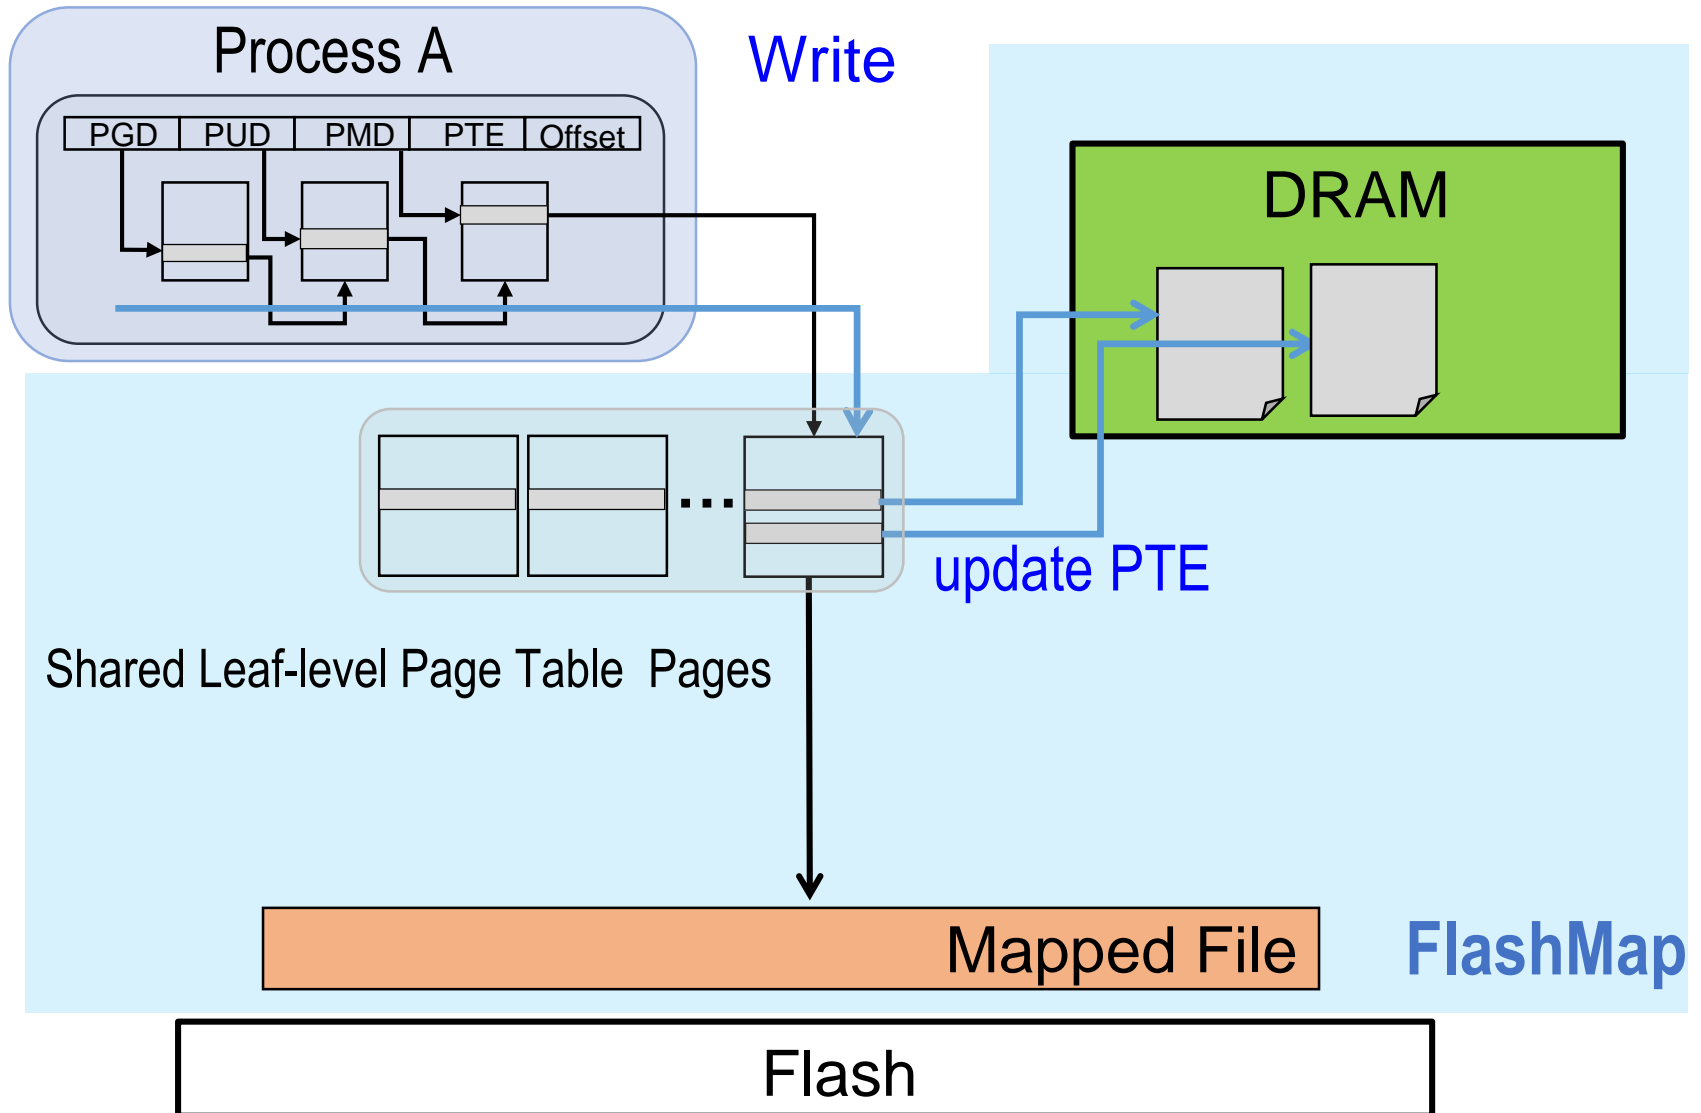 Process A
Write
PGD PUD PMD PTE Offset
DRAM
...
update PTE
Shared Leaf-level Page Table Pages
Mapped File
FlashMap
Flash